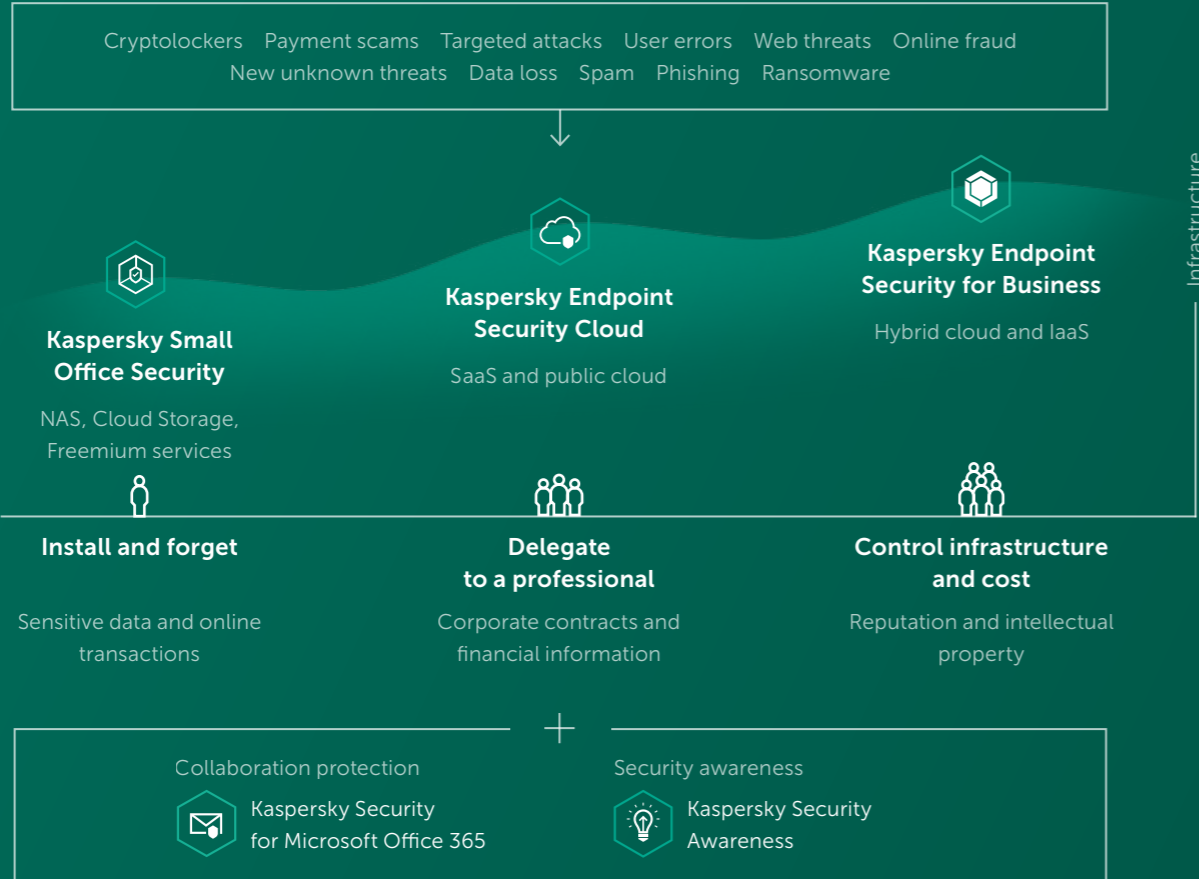 Cryptolockers Payment scams Targeted attacks User errors Web threats Online fraud
New unknown threats Data loss Spam Phishing Ransomware
Infrastructure
Kaspersky Small
Office Security
NAS, Cloud Storage,
Freemium services
Kaspersky Endpoint
Security Cloud
SaaS and public cloud
Kaspersky Endpoint
Security for Business
Hybrid cloud and IaaS
Install and forget
Sensitive data and online
transactions
Delegate
to a professional
Corporate contracts and
financial information
Control infrastructure
and cost
Reputation and intellectual
property
Collaboration protection
Kaspersky Security
for Microsoft Office 365
Security awareness
Kaspersky Security
Awareness